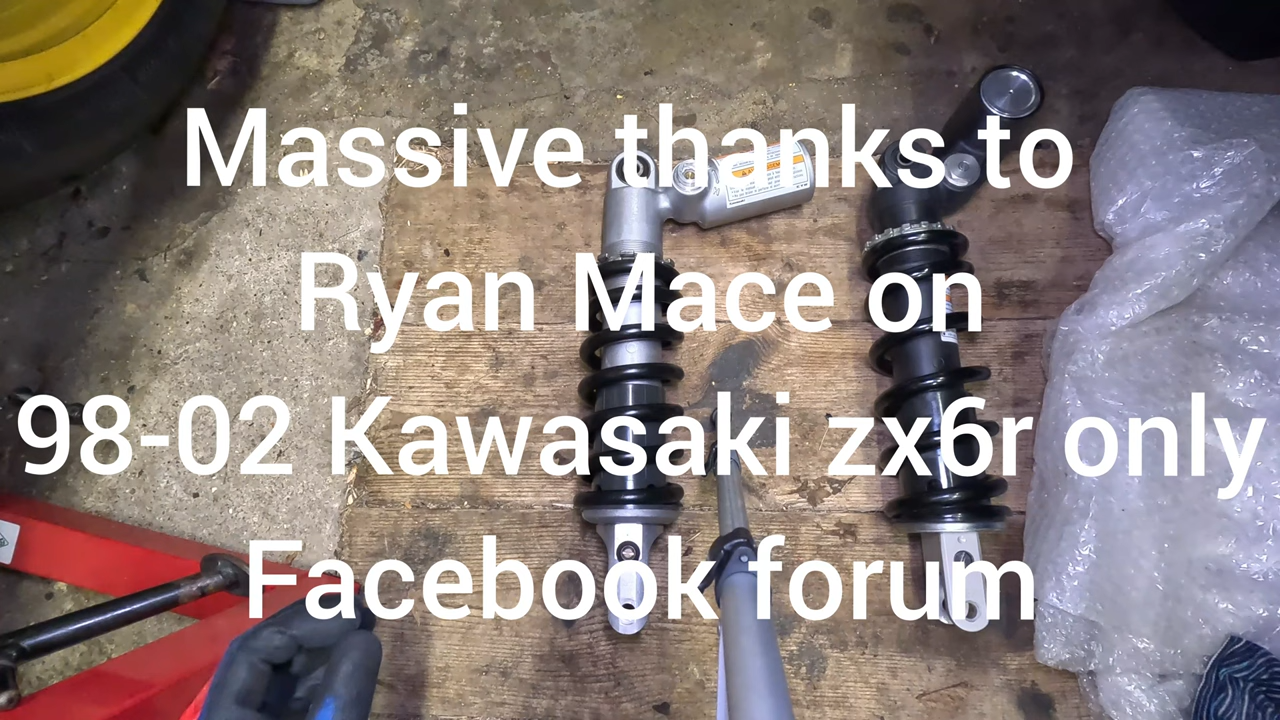 Massive thanks to
Ryan Mace on
98-02 Kawasaki zx6r only
Facebook forum